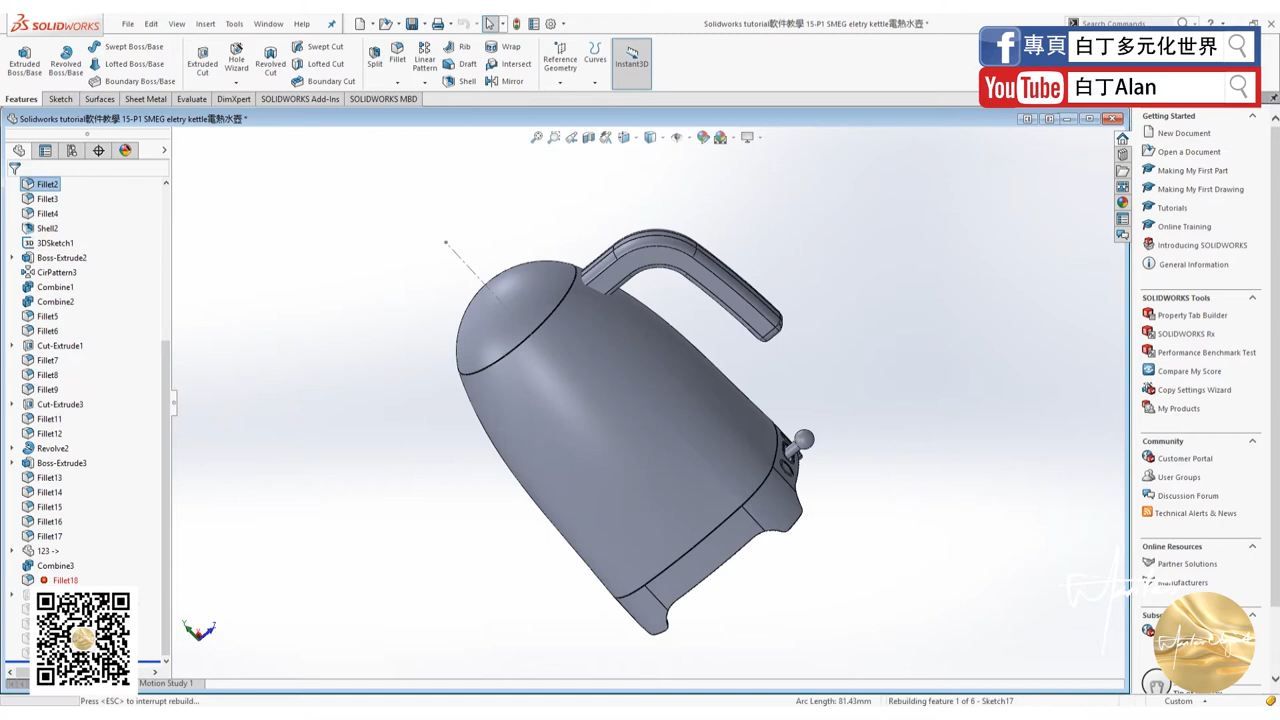 SOLIDWORKS
File Edit View Insert Tools Window Help
Solidworks tutorial軟件教學 15-P1 SMEG eletry kettle電熱水壺 *
Search Commands
專頁 白丁多元化世界
YouTube 白丁Alan
Extruded Boss/Base
Revolved Boss/Base
Swept Boss/Base
Lofted Boss/Base
Boundary Boss/Base
Extruded Cut
Hole Wizard
Revolved Cut
Swept Cut
Lofted Cut
Boundary Cut
Split
Fillet
Linear Pattern
Rib
Draft
Shell
Wrap
Intersect
Mirror
Reference Geometry
Curves
Instant3D
Features Sketch Surfaces Sheet Metal Evaluate DimXpert SOLIDWORKS Add-Ins SOLIDWORKS MBD
Solidworks tutorial軟件教學 15-P1 SMEG eletry kettle電熱水壺 *
Fillet2
Fillet3
Fillet4
Shell2
3D 3DSketch1
Boss-Extrude2
CirPattern3
Combine1
Combine2
Fillet5
Fillet6
Cut-Extrude1
Fillet7
Fillet8
Fillet9
Cut-Extrude3
Fillet11
Fillet12
Revolve2
Boss-Extrude3
Fillet13
Fillet14
Fillet15
Fillet16
Fillet17
123 ->
Combine3
Fillet18
Motion Study 1
Getting Started
New Document
Open a Document
Making My First Part
Making My First Drawing
Tutorials
Online Training
Introducing SOLIDWORKS
General Information
SOLIDWORKS Tools
Property Tab Builder
SOLIDWORKS Rx
Performance Benchmark Test
Compare My Score
Copy Settings Wizard
My Products
Community
Customer Portal
User Groups
Discussion Forum
Technical Alerts & News
Online Resources
Partner Solutions
Manufacturers
Press <ESC> to interrupt rebuild...
Arc Length: 81.43mm
Rebuilding feature 1 of 6 - Sketch17
Custom